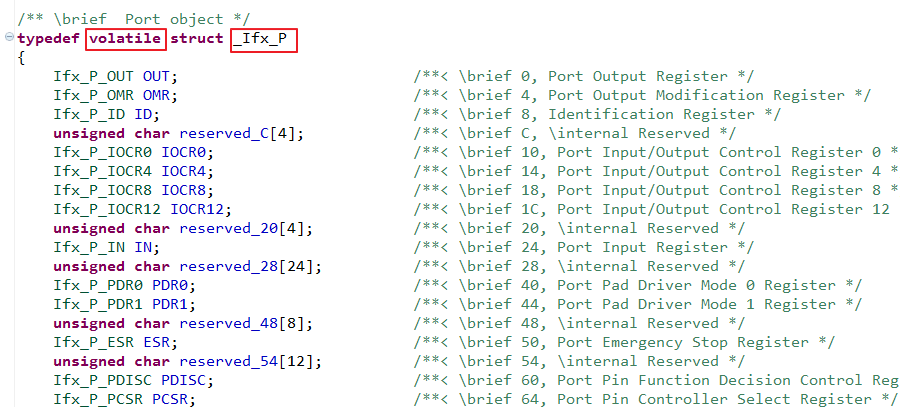 /** \brief  Port object */
typedef volatile struct _Ifx_P
{
    Ifx_P_OUT OUT;                          /**< \brief 0, Port Output Register */
    Ifx_P_OMR OMR;                          /**< \brief 4, Port Output Modification Register */
    Ifx_P_ID ID;                            /**< \brief 8, Identification Register */
    unsigned char reserved_C[4];            /**< \brief C, \internal Reserved */
    Ifx_P_IOCR0 IOCR0;                      /**< \brief 10, Port Input/Output Control Register 0 *
    Ifx_P_IOCR4 IOCR4;                      /**< \brief 14, Port Input/Output Control Register 4 *
    Ifx_P_IOCR8 IOCR8;                      /**< \brief 18, Port Input/Output Control Register 8 *
    Ifx_P_IOCR12 IOCR12;                    /**< \brief 1C, Port Input/Output Control Register 12
    unsigned char reserved_20[4];           /**< \brief 20, \internal Reserved */
    Ifx_P_IN IN;                            /**< \brief 24, Port Input Register */
    unsigned char reserved_28[24];          /**< \brief 28, \internal Reserved */
    Ifx_P_PDR0 PDR0;                        /**< \brief 40, Port Pad Driver Mode 0 Register */
    Ifx_P_PDR1 PDR1;                        /**< \brief 44, Port Pad Driver Mode 1 Register */
    unsigned char reserved_48[8];           /**< \brief 48, \internal Reserved */
    Ifx_P_ESR ESR;                          /**< \brief 50, Port Emergency Stop Register */
    unsigned char reserved_54[12];          /**< \brief 54, \internal Reserved */
    Ifx_P_PDISC PDISC;                      /**< \brief 60, Port Pin Function Decision Control Reg
    Ifx_P_PCSR PCSR;                        /**< \brief 64, Port Pin Controller Select Register */